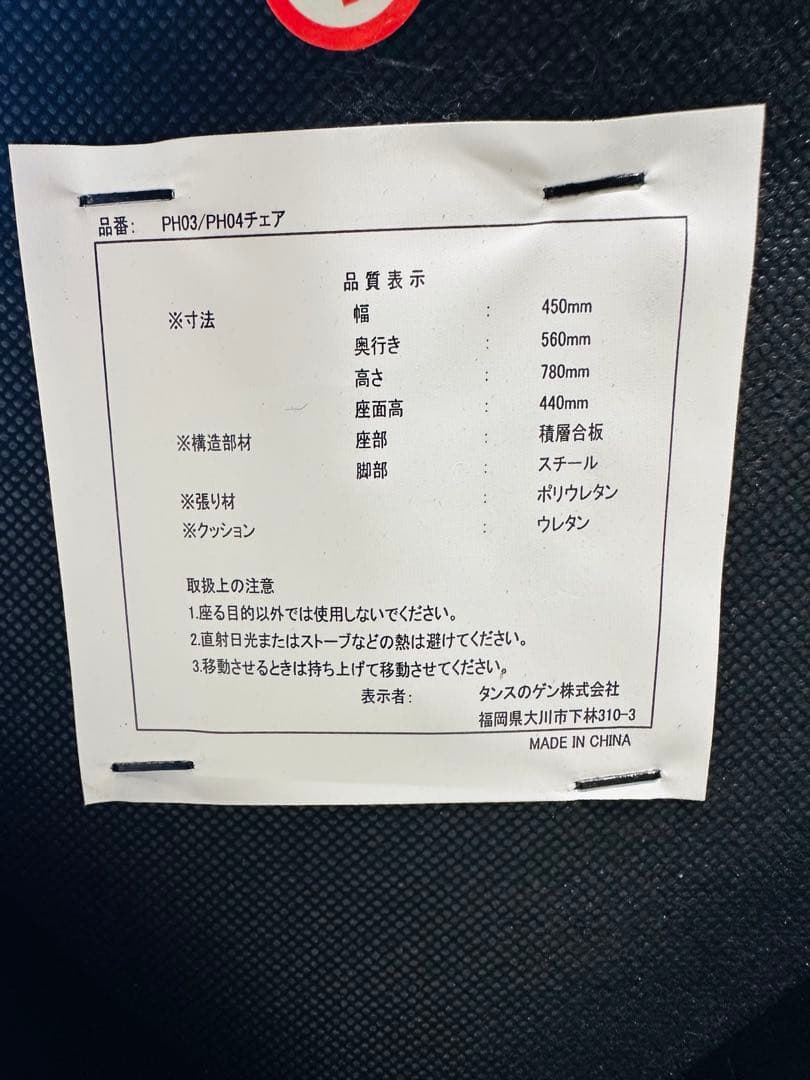 品番: PH03/PH04チェア
品質表示
※寸法 幅 : 450mm
奥行き : 560mm
高さ : 780mm
座面高 : 440mm
※構造部材 座部 : 積層合板
脚部 : スチール
※張り材 : ポリウレタン
※クッション : ウレタン
取扱上の注意
1.座る目的以外では使用しないでください。
2.直射日光またはストーブなどの熱は避けてください。
3.移動させるときは持ち上げて移動させてください。
表示者: タンスのゲン株式会社
福岡県大川市下林310-3
MADE IN CHINA